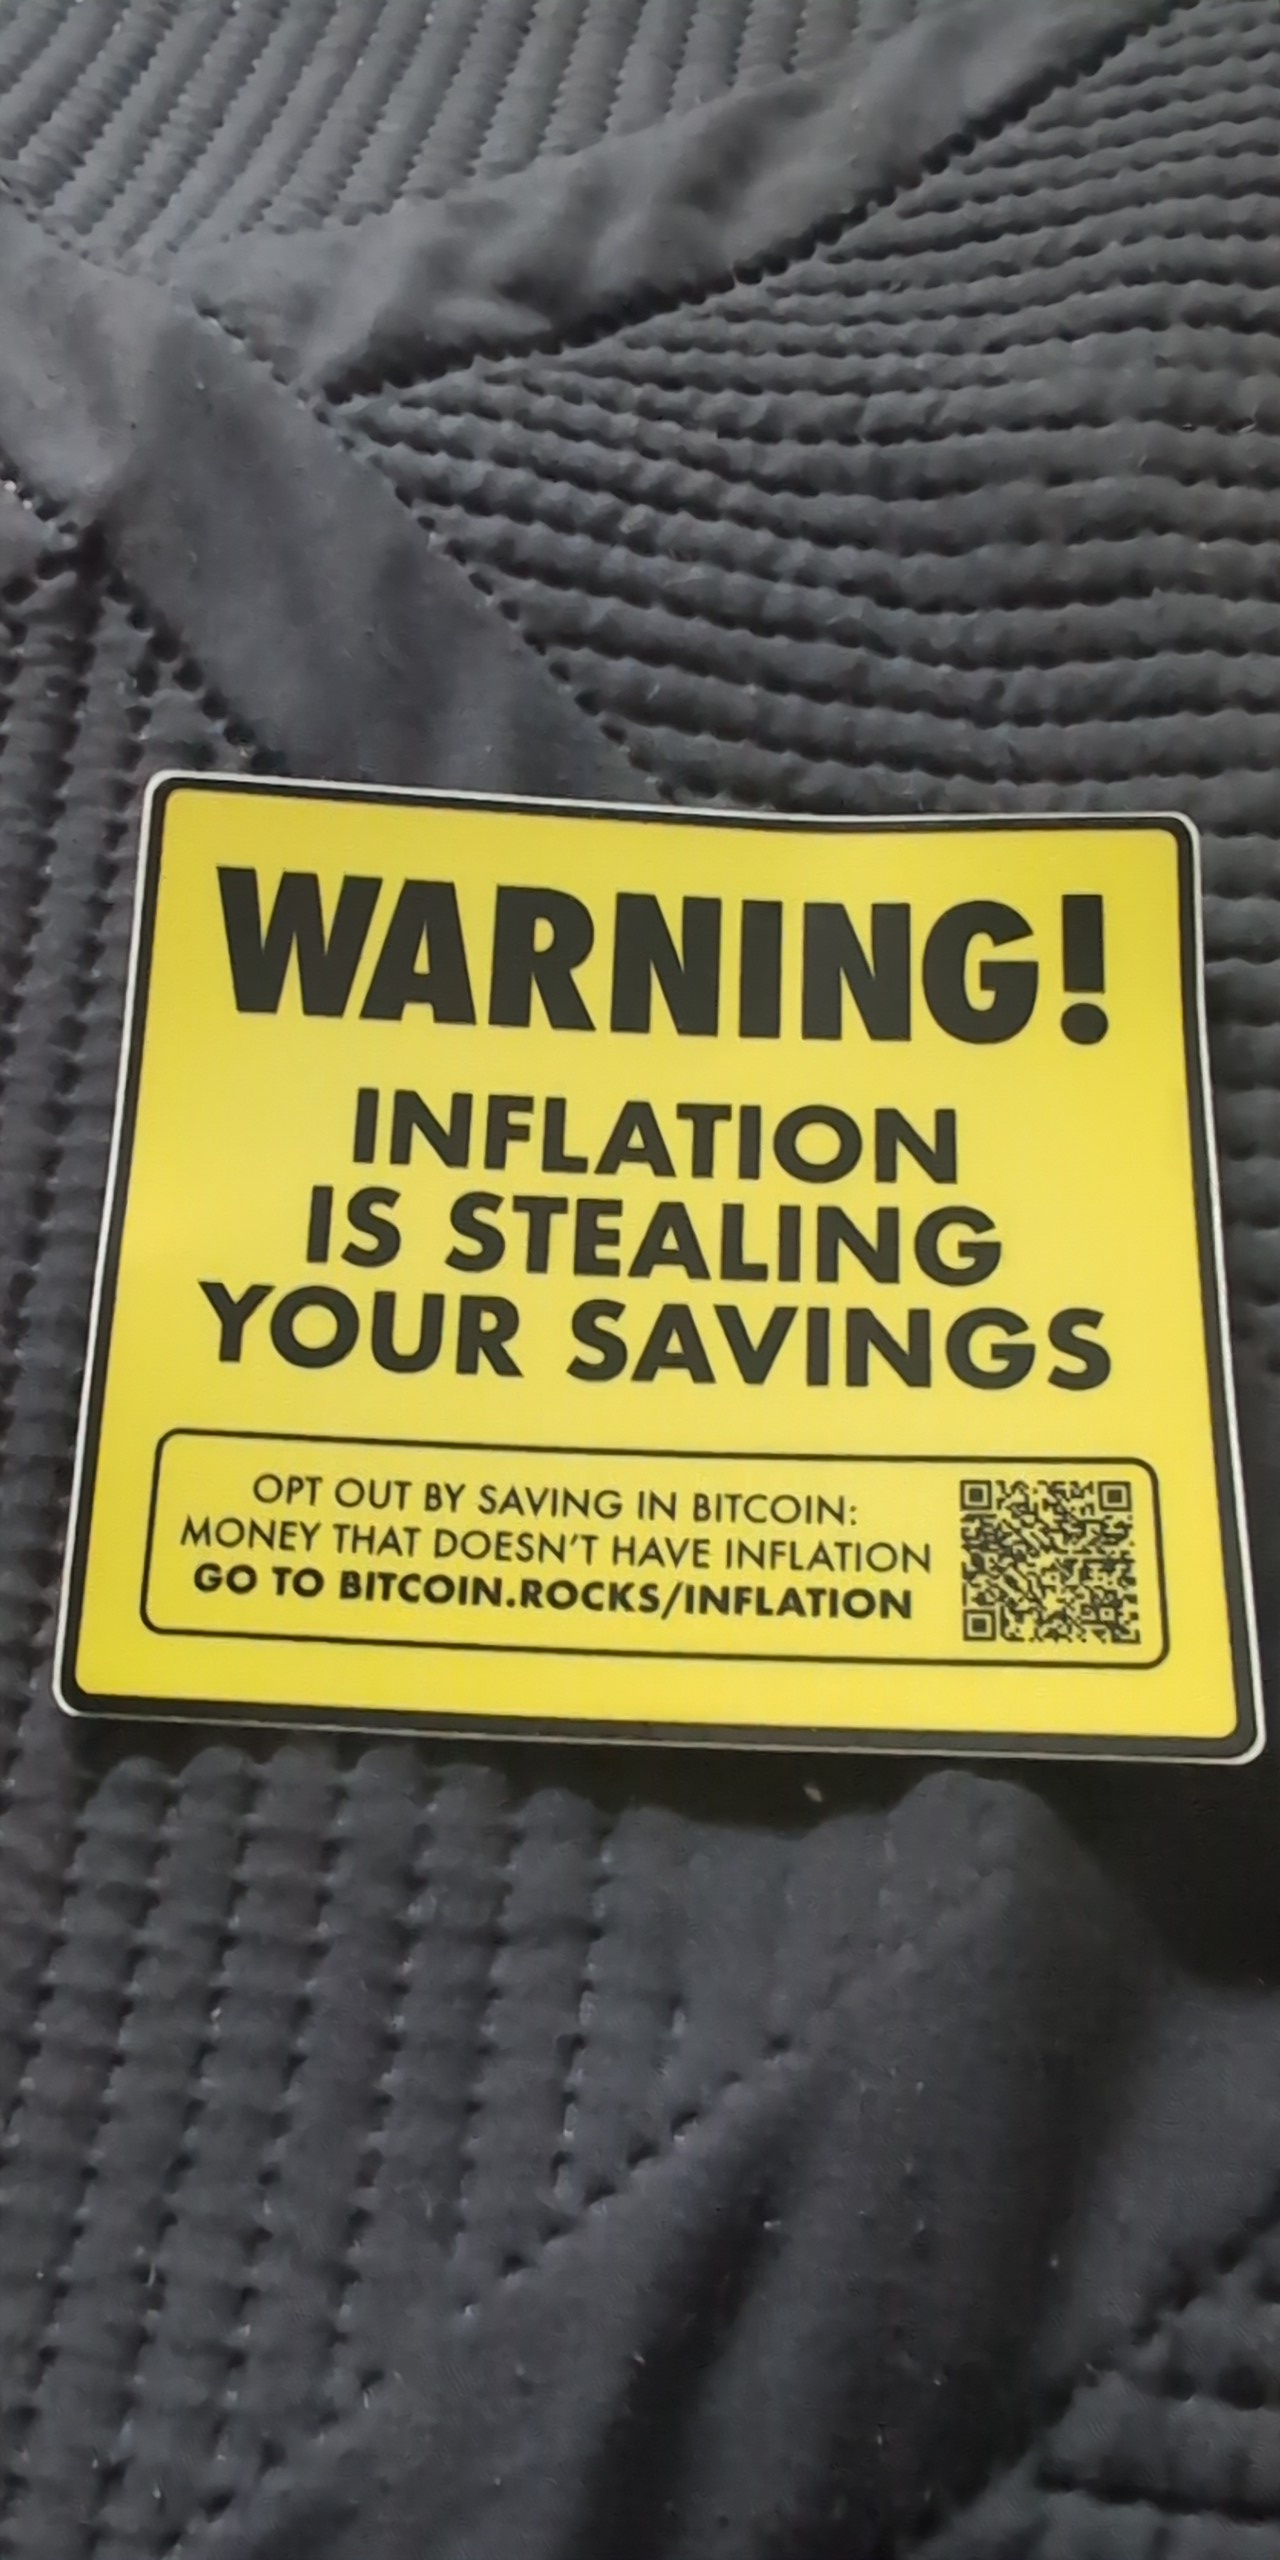 WARNING!
INFLATION
IS STEALING
YOUR SAVINGS
OPT OUT BY SAVING IN BITCOIN:
MONEY THAT DOESN'T HAVE INFLATION
GO TO BITCOIN.ROCKS/INFLATION